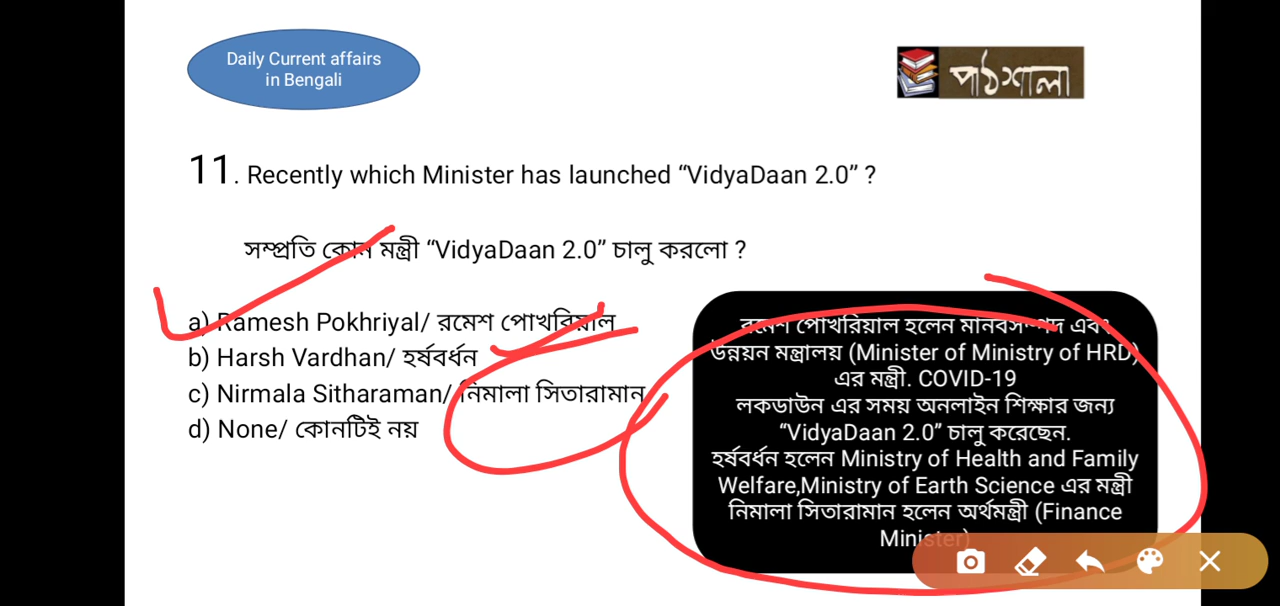 Daily Current affairs
in Bengali
পাঠশালা
11. Recently which Minister has launched “VidyaDaan 2.0” ?
সম্প্রতি কোন মন্ত্রী “VidyaDaan 2.0” চালু করলো ?
a) Ramesh Pokhriyal/ রমেশ পোখরিয়াল
b) Harsh Vardhan/ হর্ষবর্ধন
c) Nirmala Sitharaman/ নিমালা সিতারামান
d) None/ কোনটিই নয়
রমেশ পোখরিয়াল হলেন মানবসম্পদ এবং
উন্নয়ন মন্ত্রালয় (Minister of Ministry of HRD)
এর মন্ত্রী. COVID-19
লকডাউন এর সময় অনলাইন শিক্ষার জন্য
“VidyaDaan 2.0” চালু করেছেন.
হর্ষবর্ধন হলেন Ministry of Health and Family
Welfare,Ministry of Earth Science এর মন্ত্রী
নিমালা সিতারামান হলেন অর্থমন্ত্রী (Finance
Minister)